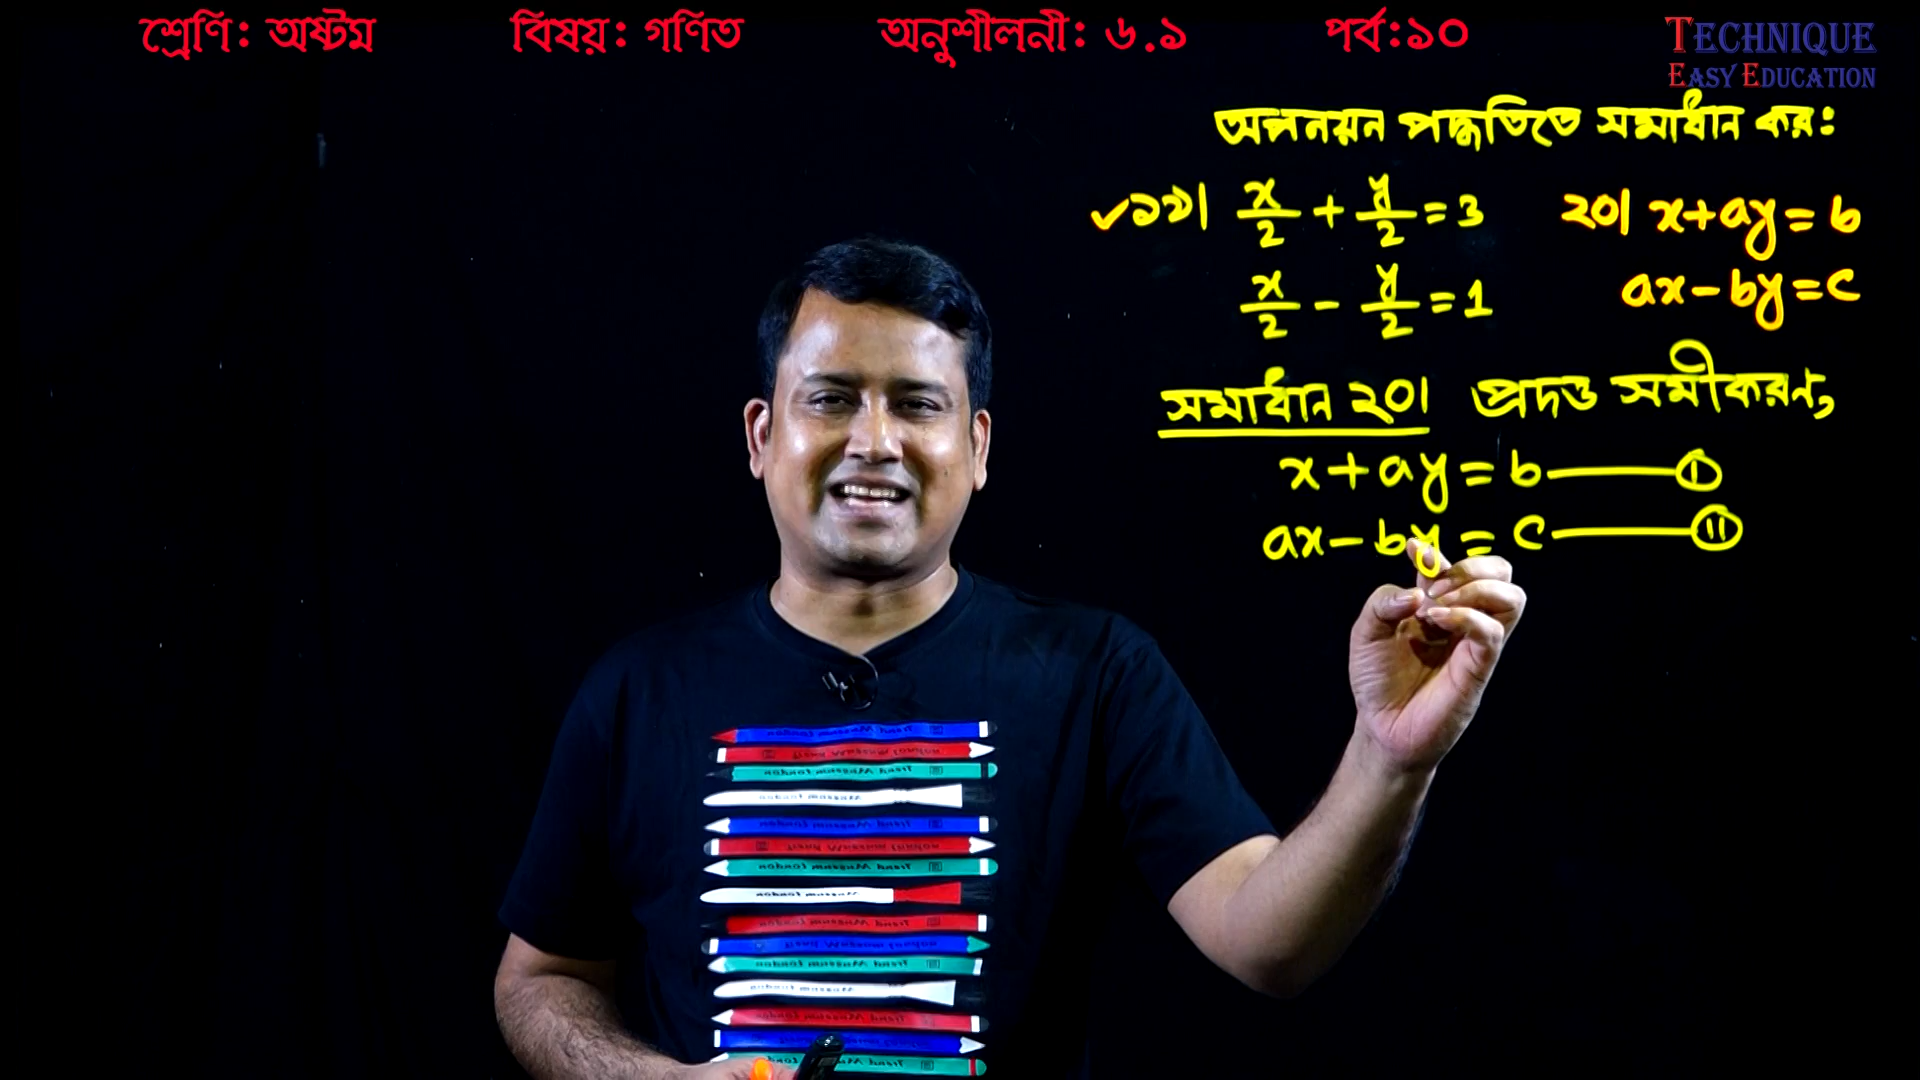 শ্রেণি: অষ্টম বিষয়: গণিত অনুশীলনী: ৬.১ পর্ব:১০
TECHNIQUE
EASY EDUCATION
অপনয়ন পদ্ধতিতে সমাধান কর:
✓১৯। x/2 + y/2 = 3
x/2 - y/2 = 1
২০। x+ay=b
ax-by=c
সমাধান ২০। প্রদত্ত সমীকরণ,
x+ay=b ——— (i)
ax-by=c ——— (ii)